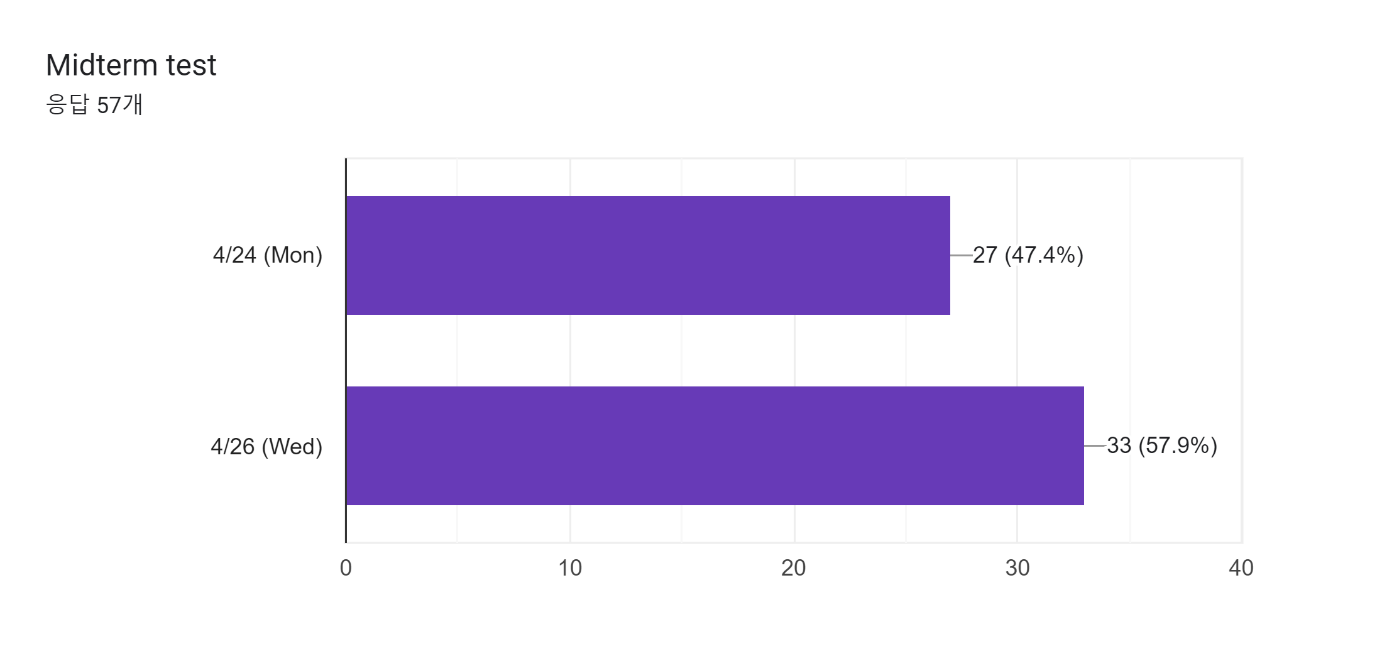 Midterm test
응답 57개
4/24 (Mon)
27 (47.4%)
4/26 (Wed)
33 (57.9%)
0
10
20
30
40